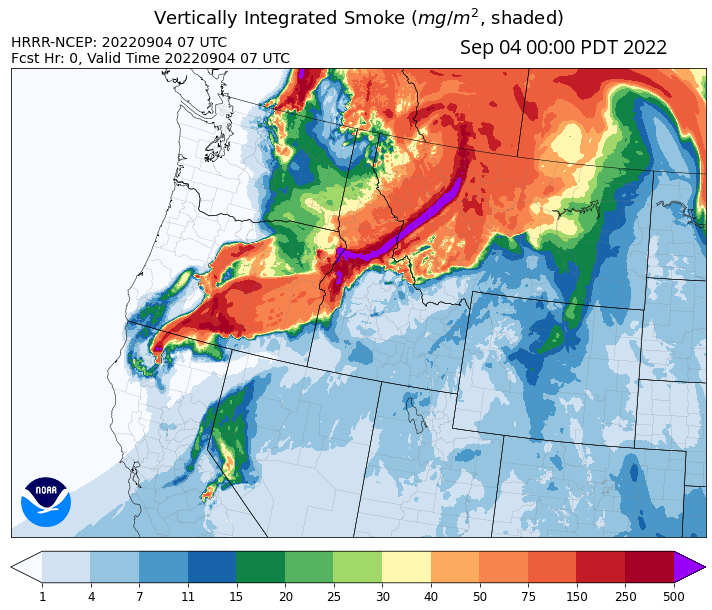 Vertically Integrated Smoke (mg/m², shaded)
HRRR-NCEP: 20220904 07 UTC
Fcst Hr: 0, Valid Time 20220904 07 UTC
Sep 04 00:00 PDT 2022
NOAA
1 4 7 11 15 20 25 30 40 50 75 150 250 500